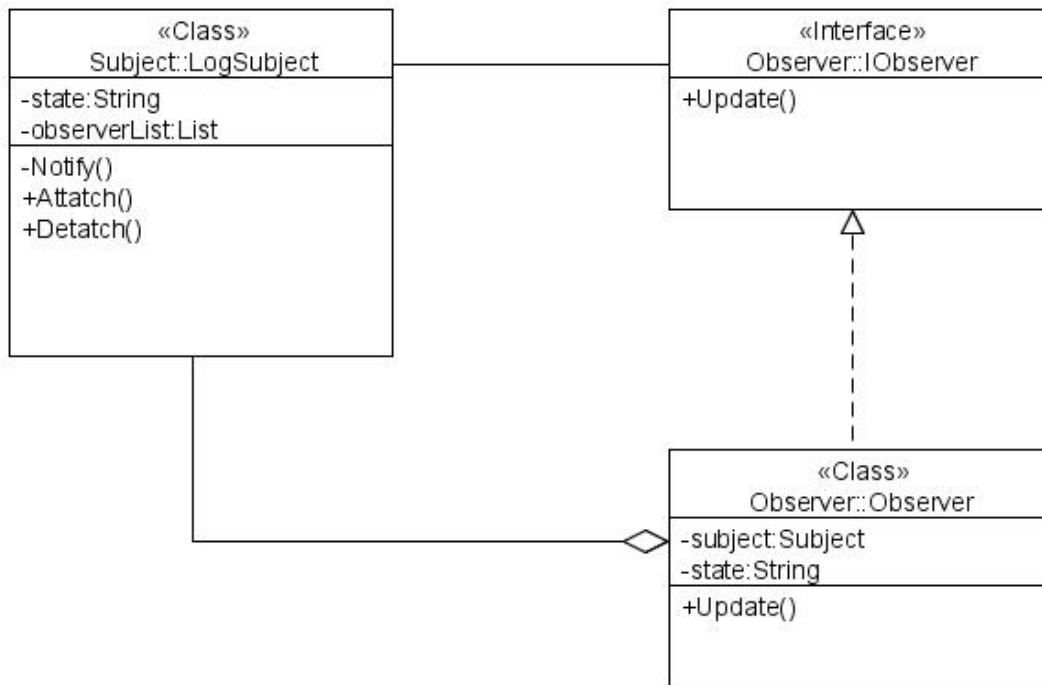 «Class»
Subject::LogSubject
-state:String
-observerList:List
-Notify()
+Attatch()
+Detatch()
«Interface»
Observer::IObserver
+Update()
«Class»
Observer::Observer
-subject:Subject
-state:String
+Update()